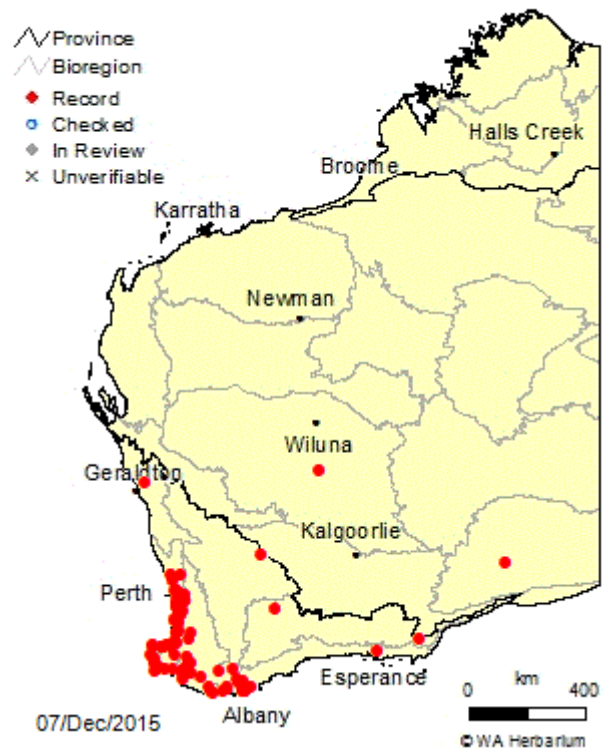 Province
Bioregion
Record
Checked
In Review
Unverifiable
Halls Creek
Broome
Karratha
Newman
Wiluna
Geraldton
Kalgoorlie
Perth
Esperance
Albany
0 km 400
07/Dec/2015
© WA Herbarium